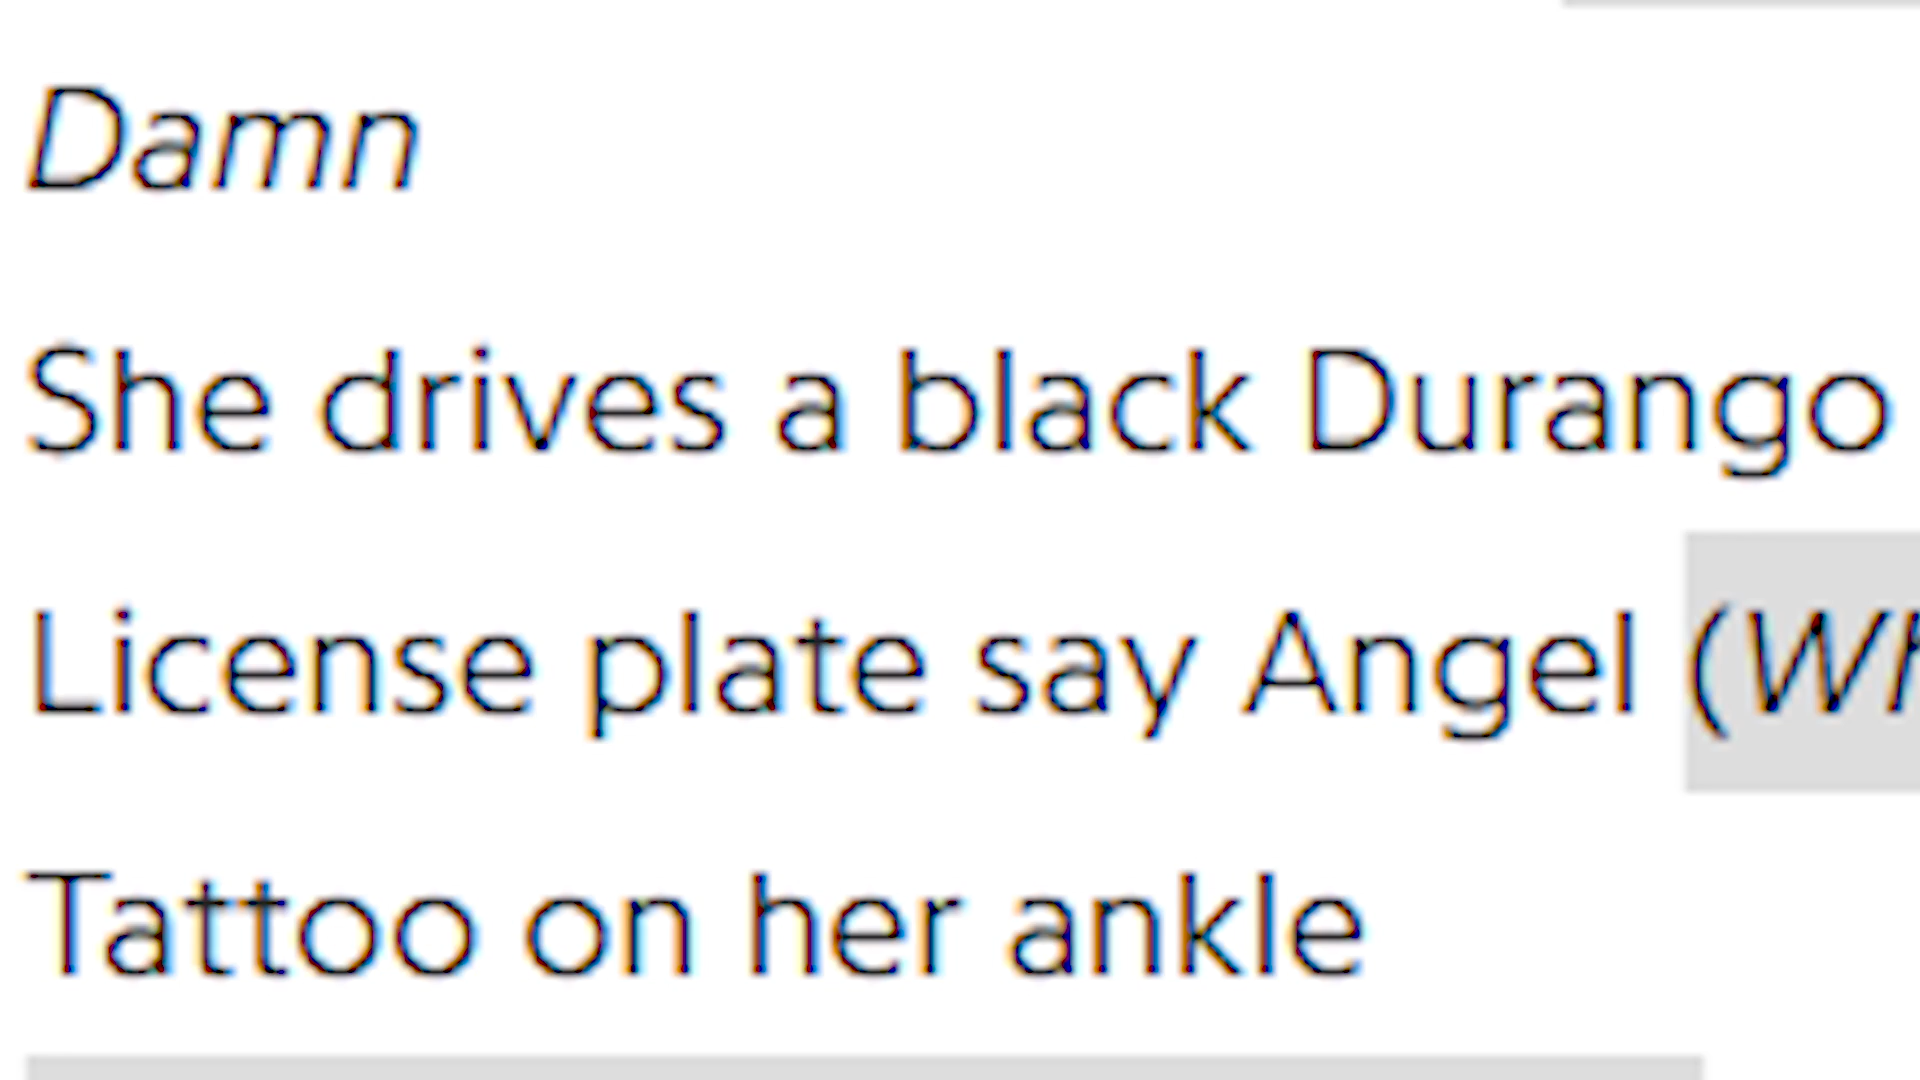 Damn
She drives a black Durango
License plate say Angel (
Tattoo on her ankle